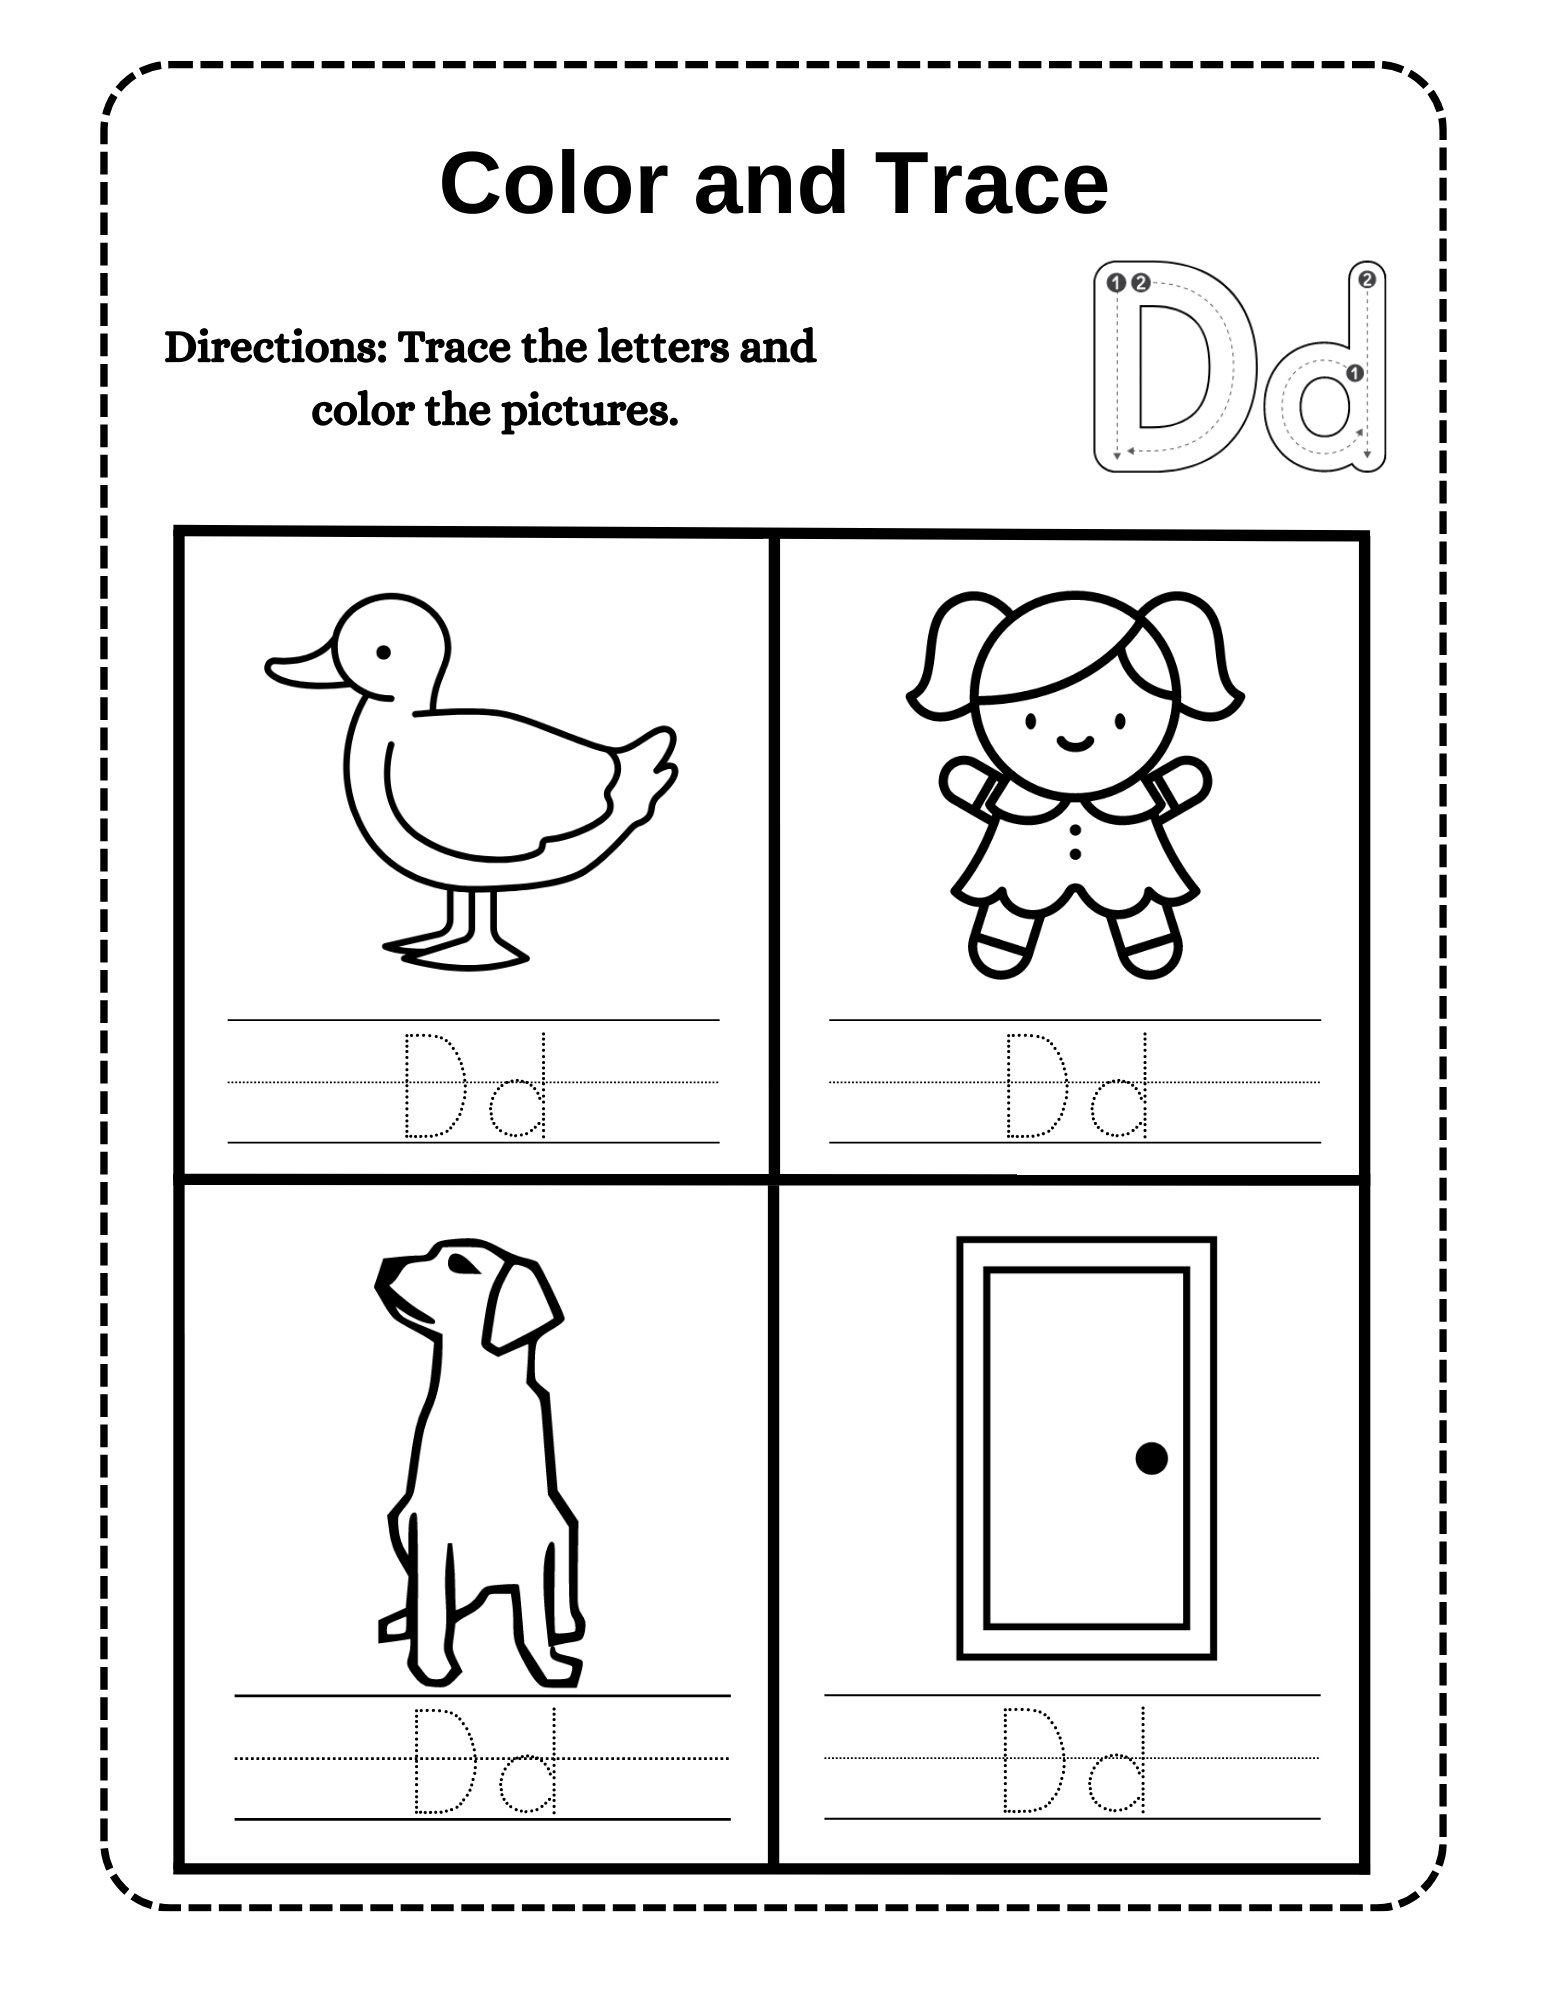 Color and Trace
Directions: Trace the letters and
color the pictures.
1 2 2
1
Dd
Dd
Dd
Dd
Dd